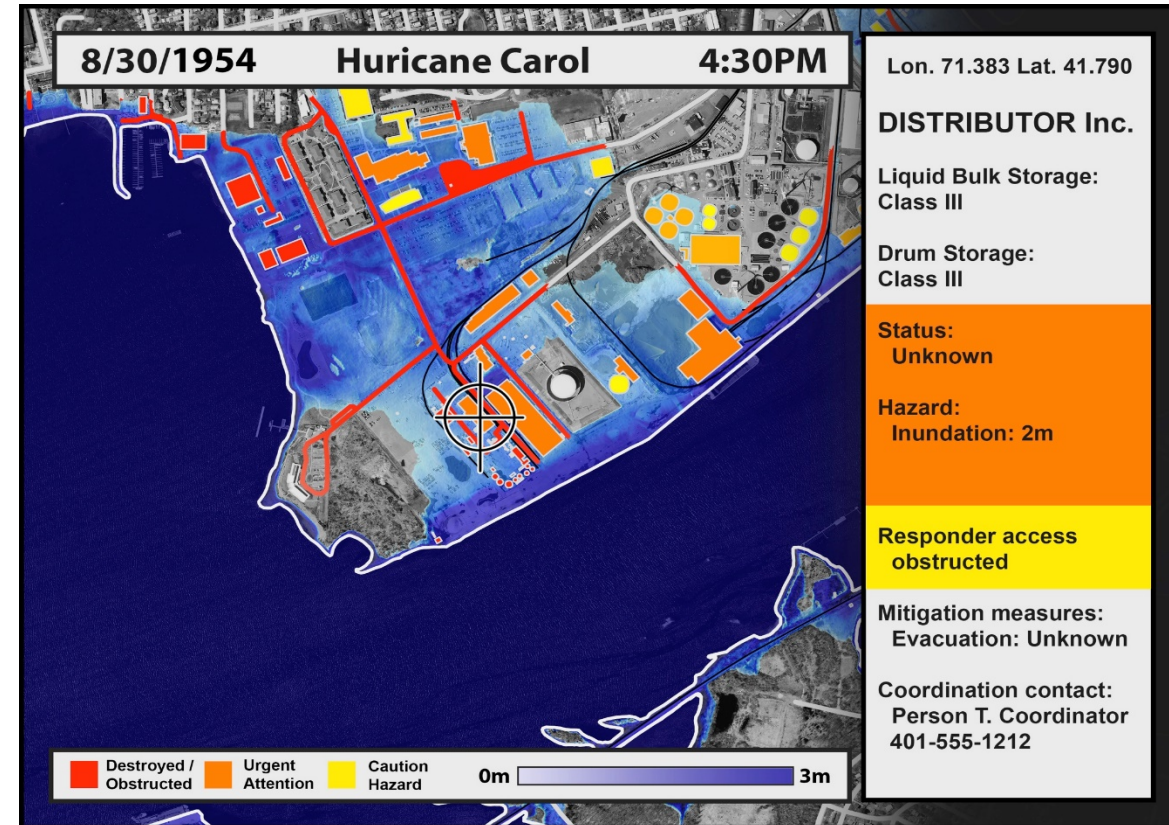 8/30/1954 Huricane Carol 4:30PM
Lon. 71.383 Lat. 41.790
DISTRIBUTOR Inc.
Liquid Bulk Storage:
Class III
Drum Storage:
Class III
Status:
Unknown
Hazard:
Inundation: 2m
Responder access
obstructed
Mitigation measures:
Evacuation: Unknown
Coordination contact:
Person T. Coordinator
401-555-1212
Destroyed /
Obstructed
Urgent
Attention
Caution
Hazard
0m 3m